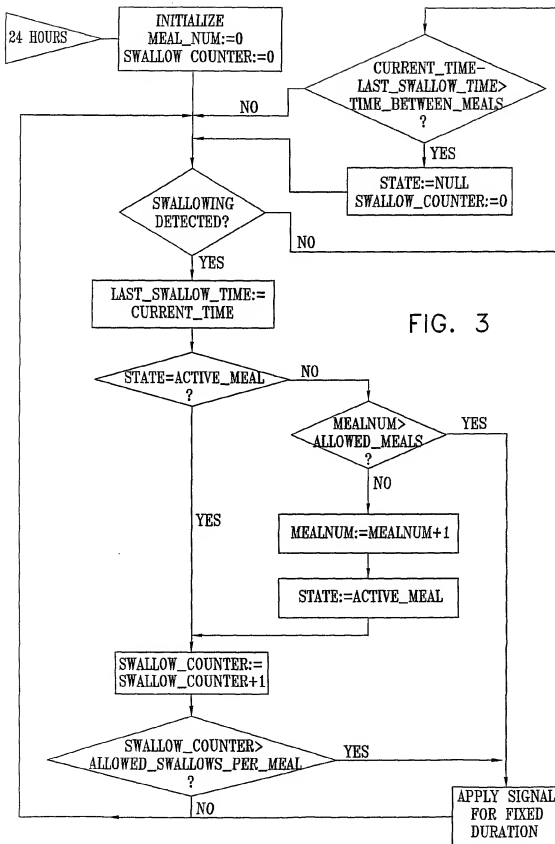 24 HOURS
INITIALIZE
MEAL_NUM:=0
SWALLOW COUNTER:=0
CURRENT_TIME-
LAST_SWALLOW_TIME>
TIME_BETWEEN_MEALS
?
NO
YES
STATE:=NULL
SWALLOW_COUNTER:=0
SWALLOWING
DETECTED?
NO
YES
LAST_SWALLOW_TIME:=
CURRENT_TIME
FIG. 3
STATE=ACTIVE_MEAL
?
NO
MEALNUM>
ALLOWED_MEALS
?
YES
NO
YES
MEALNUM:=MEALNUM+1
STATE:=ACTIVE_MEAL
SWALLOW_COUNTER:=
SWALLOW_COUNTER+1
SWALLOW_COUNTER>
ALLOWED_SWALLOWS_PER_MEAL
?
YES
NO
APPLY SIGNAL
FOR FIXED
DURATION